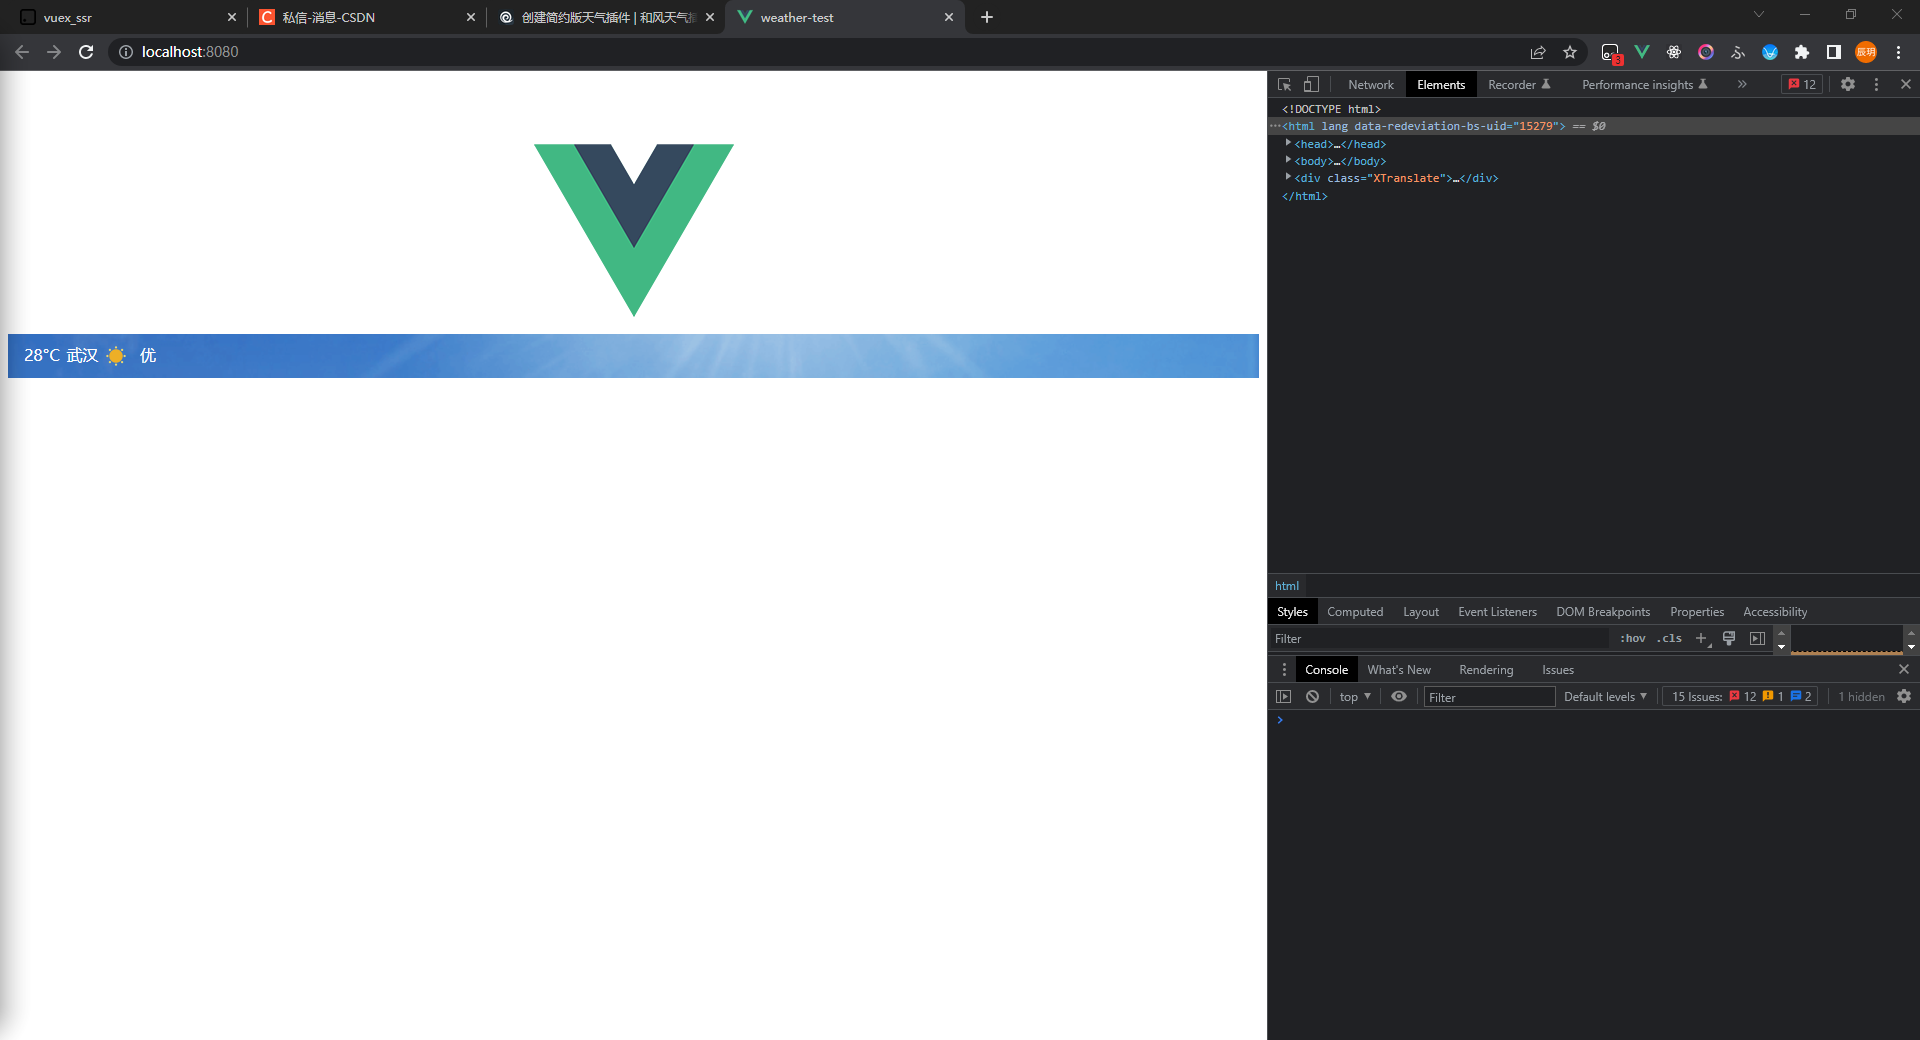 vuex_ssr
私信-消息-CSDN
创建简约版天气插件 | 和风天气插
weather-test
localhost:8080
3
辰玥
28°C 武汉 优
Network Elements Recorder Performance insights 12
<!DOCTYPE html>
<html lang data-redeviation-bs-uid="15279"> == $0
<head>…</head>
<body>…</body>
<div class="XTranslate">…</div>
</html>
html
Styles Computed Layout Event Listeners DOM Breakpoints Properties Accessibility
Filter :hov .cls
Console What's New Rendering Issues
top Filter Default levels 15 Issues: 12 1 2 1 hidden